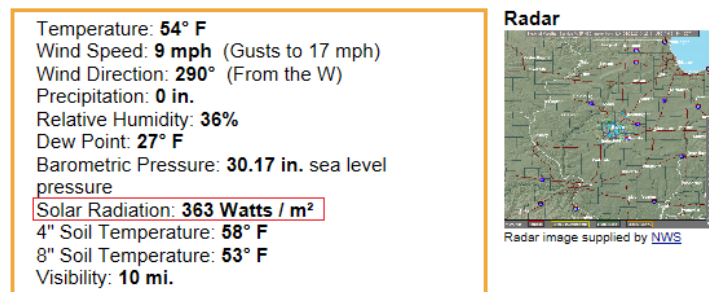 Temperature: 54° F
Wind Speed: 9 mph (Gusts to 17 mph)
Wind Direction: 290° (From the W)
Precipitation: 0 in.
Relative Humidity: 36%
Dew Point: 27° F
Barometric Pressure: 30.17 in. sea level
pressure
Solar Radiation: 363 Watts / m²
4" Soil Temperature: 58° F
8" Soil Temperature: 53° F
Visibility: 10 mi.
Radar
Radar image supplied by NWS